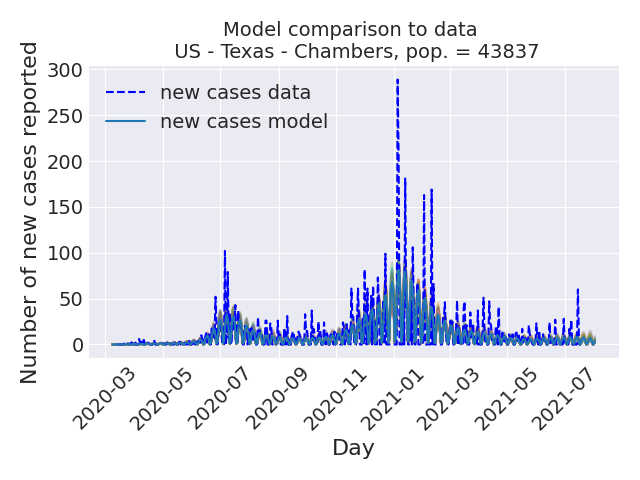 Model comparison to data
US - Texas - Chambers, pop. = 43837
new cases data
new cases model
Number of new cases reported
300
250
200
150
100
50
0
2020-03
2020-05
2020-07
2020-09
2020-11
2021-01
2021-03
2021-05
2021-07
Day